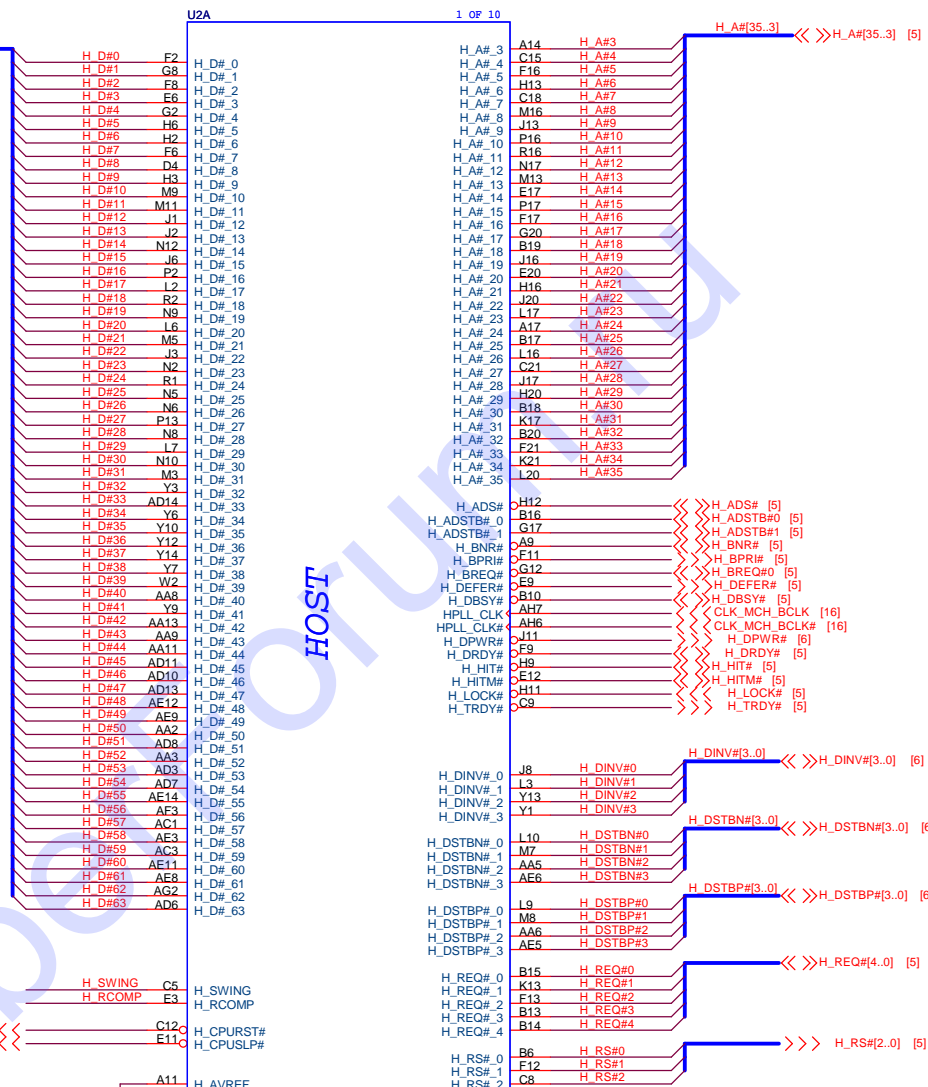 U2A 1 OF 10
H_D#0 F2 H_D#_0
H_D#1 G8 H_D#_1
H_D#2 F8 H_D#_2
H_D#3 E6 H_D#_3
H_D#4 G2 H_D#_4
H_D#5 H6 H_D#_5
H_D#6 H2 H_D#_6
H_D#7 F6 H_D#_7
H_D#8 D4 H_D#_8
H_D#9 H3 H_D#_9
H_D#10 M9 H_D#_10
H_D#11 M11 H_D#_11
H_D#12 J1 H_D#_12
H_D#13 J2 H_D#_13
H_D#14 N12 H_D#_14
H_D#15 J6 H_D#_15
H_D#16 P2 H_D#_16
H_D#17 L2 H_D#_17
H_D#18 R2 H_D#_18
H_D#19 N9 H_D#_19
H_D#20 L6 H_D#_20
H_D#21 M5 H_D#_21
H_D#22 J3 H_D#_22
H_D#23 N2 H_D#_23
H_D#24 R1 H_D#_24
H_D#25 N5 H_D#_25
H_D#26 N6 H_D#_26
H_D#27 P13 H_D#_27
H_D#28 N8 H_D#_28
H_D#29 L7 H_D#_29
H_D#30 N10 H_D#_30
H_D#31 M3 H_D#_31
H_D#32 Y3 H_D#_32
H_D#33 AD14 H_D#_33
H_D#34 Y6 H_D#_34
H_D#35 Y10 H_D#_35
H_D#36 Y12 H_D#_36
H_D#37 Y14 H_D#_37
H_D#38 Y7 H_D#_38
H_D#39 W2 H_D#_39
H_D#40 AA8 H_D#_40
H_D#41 Y9 H_D#_41
H_D#42 AA13 H_D#_42
H_D#43 AA9 H_D#_43
H_D#44 AA11 H_D#_44
H_D#45 AD11 H_D#_45
H_D#46 AD10 H_D#_46
H_D#47 AD13 H_D#_47
H_D#48 AE12 H_D#_48
H_D#49 AE9 H_D#_49
H_D#50 AA2 H_D#_50
H_D#51 AD8 H_D#_51
H_D#52 AA3 H_D#_52
H_D#53 AD3 H_D#_53
H_D#54 AD7 H_D#_54
H_D#55 AE14 H_D#_55
H_D#56 AF3 H_D#_56
H_D#57 AC1 H_D#_57
H_D#58 AE3 H_D#_58
H_D#59 AC3 H_D#_59
H_D#60 AE11 H_D#_60
H_D#61 AE8 H_D#_61
H_D#62 AG2 H_D#_62
H_D#63 AD6 H_D#_63
H_SWING C5 H_SWING
H_RCOMP E3 H_RCOMP
C12 H_CPURST#
E11 H_CPUSLP#
A11 H_AVREF
HOST
H_A#[35..3] H_A#[35..3] [5]
H_A#_3 A14 H_A#3
H_A#_4 C15 H_A#4
H_A#_5 F16 H_A#5
H_A#_6 H13 H_A#6
H_A#_7 C18 H_A#7
H_A#_8 M16 H_A#8
H_A#_9 J13 H_A#9
H_A#_10 P16 H_A#10
H_A#_11 R16 H_A#11
H_A#_12 N17 H_A#12
H_A#_13 M13 H_A#13
H_A#_14 E17 H_A#14
H_A#_15 P17 H_A#15
H_A#_16 F17 H_A#16
H_A#_17 G20 H_A#17
H_A#_18 B19 H_A#18
H_A#_19 J16 H_A#19
H_A#_20 E20 H_A#20
H_A#_21 H16 H_A#21
H_A#_22 J20 H_A#22
H_A#_23 L17 H_A#23
H_A#_24 A17 H_A#24
H_A#_25 B17 H_A#25
H_A#_26 L16 H_A#26
H_A#_27 C21 H_A#27
H_A#_28 J17 H_A#28
H_A#_29 H20 H_A#29
H_A#_30 B18 H_A#30
H_A#_31 K17 H_A#31
H_A#_32 B20 H_A#32
H_A#_33 F21 H_A#33
H_A#_34 K21 H_A#34
H_A#_35 L20 H_A#35
H_ADS# H12 H_ADS# [5]
H_ADSTB#_0 B16 H_ADSTB#0 [5]
H_ADSTB#_1 G17 H_ADSTB#1 [5]
H_BNR# A9 H_BNR# [5]
H_BPRI# F11 H_BPRI# [5]
H_BREQ# G12 H_BREQ#0 [5]
H_DEFER# E9 H_DEFER# [5]
H_DBSY# B10 H_DBSY# [5]
HPLL_CLK AH7 CLK_MCH_BCLK [16]
HPLL_CLK# AH6 CLK_MCH_BCLK# [16]
H_DPWR# J11 H_DPWR# [6]
H_DRDY# F9 H_DRDY# [5]
H_HIT# H9 H_HIT# [5]
H_HITM# E12 H_HITM# [5]
H_LOCK# H11 H_LOCK# [5]
H_TRDY# C9 H_TRDY# [5]
H_DINV#[3..0] H_DINV#[3..0] [6]
H_DINV#_0 J8 H_DINV#0
H_DINV#_1 L3 H_DINV#1
H_DINV#_2 Y13 H_DINV#2
H_DINV#_3 Y1 H_DINV#3
H_DSTBN#[3..0] H_DSTBN#[3..0] [6
H_DSTBN#_0 L10 H_DSTBN#0
H_DSTBN#_1 M7 H_DSTBN#1
H_DSTBN#_2 AA5 H_DSTBN#2
H_DSTBN#_3 AE6 H_DSTBN#3
H_DSTBP#[3..0] H_DSTBP#[3..0] [6
H_DSTBP#_0 L9 H_DSTBP#0
H_DSTBP#_1 M8 H_DSTBP#1
H_DSTBP#_2 AA6 H_DSTBP#2
H_DSTBP#_3 AE5 H_DSTBP#3
H_REQ#[4..0] [5]
H_REQ#_0 B15 H_REQ#0
H_REQ#_1 K13 H_REQ#1
H_REQ#_2 F13 H_REQ#2
H_REQ#_3 B13 H_REQ#3
H_REQ#_4 B14 H_REQ#4
H_RS#[2..0] [5]
H_RS#_0 B6 H_RS#0
H_RS#_1 F12 H_RS#1
H_RS#_2 C8 H_RS#2
perForum.ru